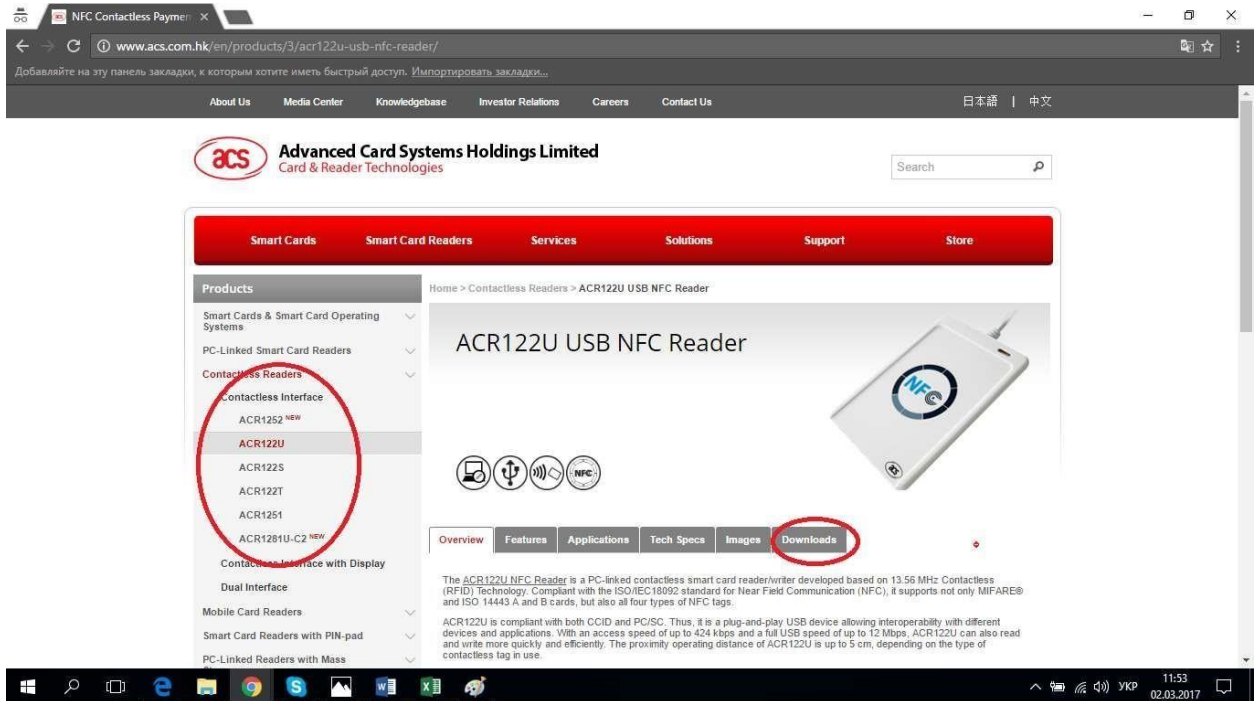 NFC Contactless Paymen
www.acs.com.hk/en/products/3/acr122u-usb-nfc-reader/
Добавляйте на эту панель закладки, к которым хотите иметь быстрый доступ. Импортировать закладки...
About Us Media Center Knowledgebase Investor Relations Careers Contact Us 日本語 | 中文
acs
Advanced Card Systems Holdings Limited
Card & Reader Technologies
Search
Smart Cards Smart Card Readers Services Solutions Support Store
Products
Smart Cards & Smart Card Operating
Systems
PC-Linked Smart Card Readers
Contactless Readers
Contactless Interface
ACR1252 NEW
ACR122U
ACR122S
ACR122T
ACR1251
ACR1281U-C2 NEW
Contactless Interface with Display
Dual Interface
Mobile Card Readers
Smart Card Readers with PIN-pad
PC-Linked Readers with Mass
Home > Contactless Readers > ACR122U USB NFC Reader
ACR122U USB NFC Reader
NFC
acs
NFC
Overview Features Applications Tech Specs Images Downloads
The ACR122U NFC Reader is a PC-linked contactless smart card reader/writer developed based on 13.56 MHz Contactless
(RFID) Technology. Compliant with the ISO/IEC18092 standard for Near Field Communication (NFC), it supports not only MIFARE®
and ISO 14443 A and B cards, but also all four types of NFC tags.
ACR122U is compliant with both CCID and PC/SC. Thus, it is a plug-and-play USB device allowing interoperability with different
devices and applications. With an access speed of up to 424 kbps and a full USB speed of up to 12 Mbps, ACR122U can also read
and write more quickly and efficiently. The proximity operating distance of ACR122U is up to 5 cm, depending on the type of
contactless tag in use.
УКР
11:53
02.03.2017